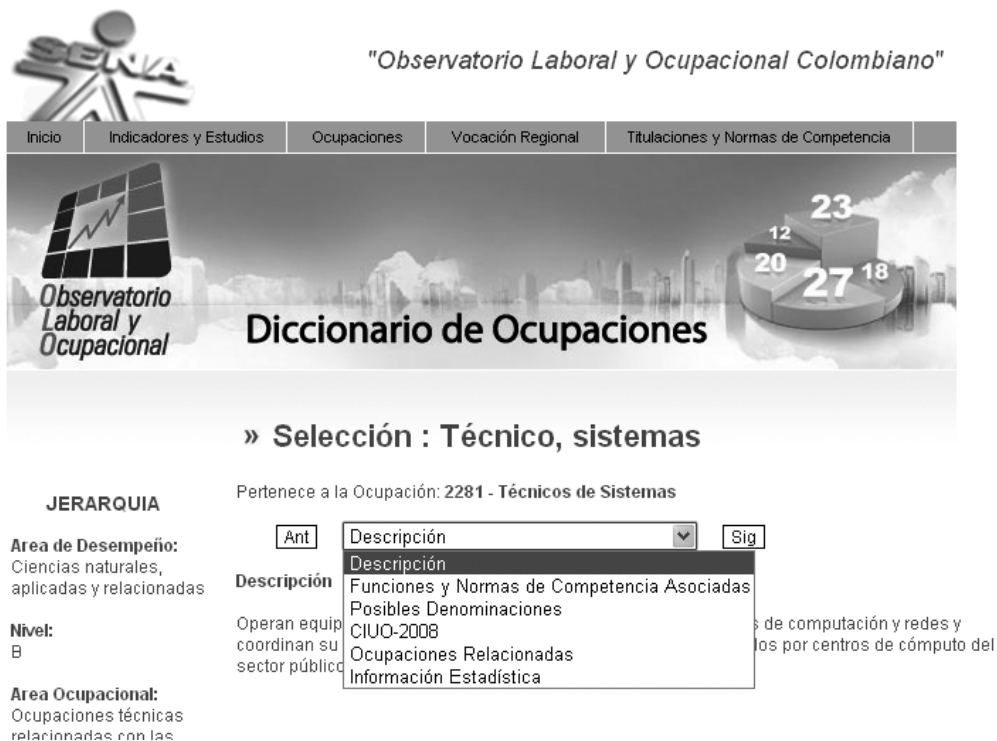 SENA
"Observatorio Laboral y Ocupacional Colombiano"
Inicio Indicadores y Estudios Ocupaciones Vocación Regional Titulaciones y Normas de Competencia
23
12
20
27
18
Observatorio
Laboral y
Ocupacional
Diccionario de Ocupaciones
» Selección : Técnico, sistemas
JERARQUIA
Area de Desempeño:
Ciencias naturales,
aplicadas y relacionadas
Nivel:
B
Area Ocupacional:
Ocupaciones técnicas
relacionadas con las
Pertenece a la Ocupación: 2281 - Técnicos de Sistemas
Ant Descripción Sig
Descripción
Funciones y Normas de Competencia Asociadas
Posibles Denominaciones
CIUO-2008
Ocupaciones Relacionadas
Información Estadística
Descripción
Operan equip de computación y redes y
coordinan su los por centros de cómputo del
sector público